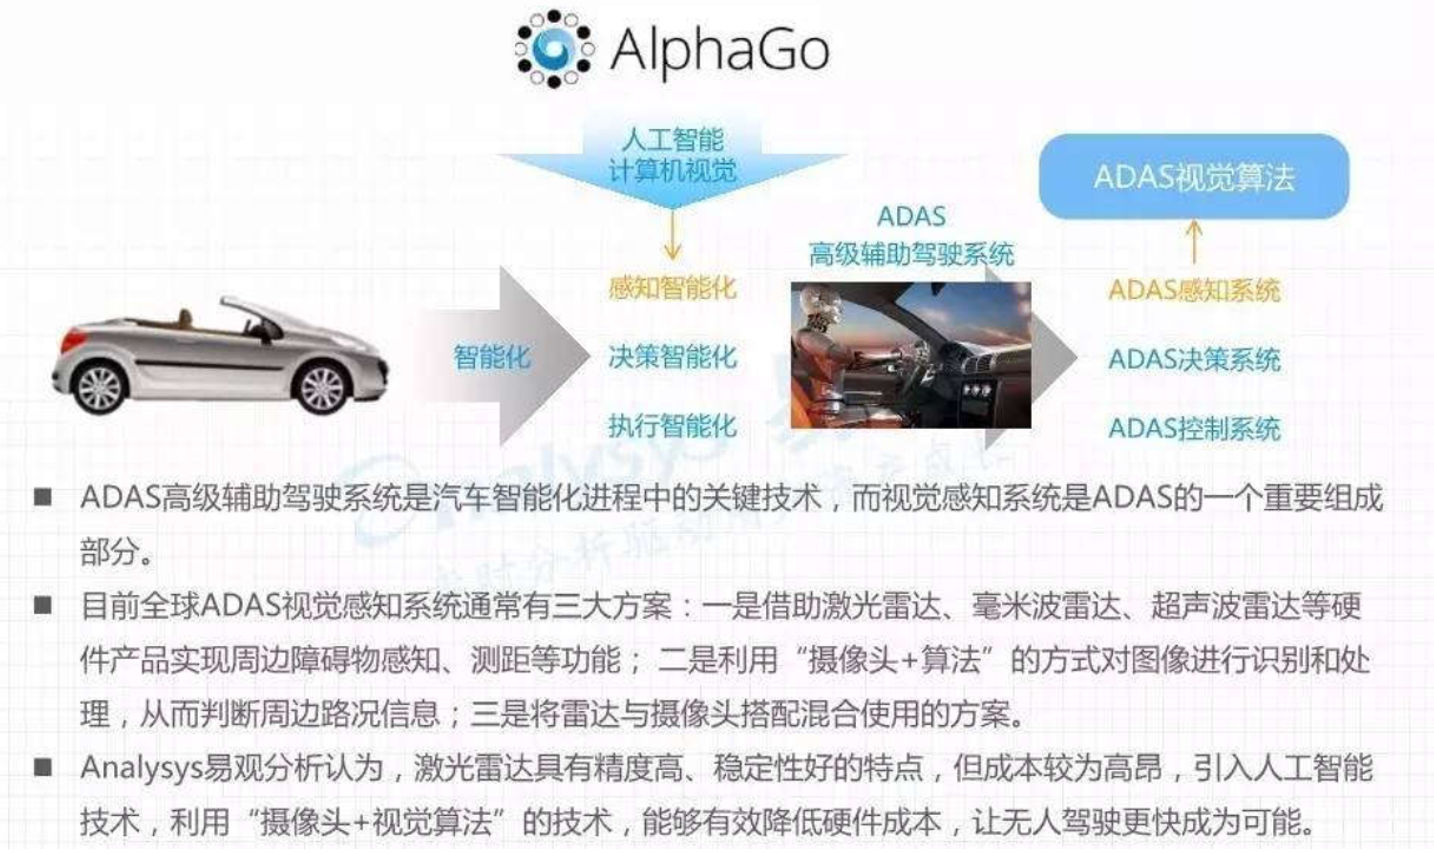 AlphaGo
人工智能
计算机视觉
ADAS视觉算法
ADAS
高级辅助驾驶系统
感知智能化
ADAS感知系统
智能化
决策智能化
ADAS决策系统
执行智能化
ADAS控制系统
■ ADAS高级辅助驾驶系统是汽车智能化进程中的关键技术,而视觉感知系统是ADAS的一个重要组成
部分。
■ 目前全球ADAS视觉感知系统通常有三大方案:一是借助激光雷达、毫米波雷达、超声波雷达等硬
件产品实现周边障碍物感知、测距等功能; 二是利用“摄像头+算法”的方式对图像进行识别和处
理,从而判断周边路况信息;三是将雷达与摄像头搭配混合使用的方案。
■ Analysys易观分析认为,激光雷达具有精度高、稳定性好的特点,但成本较为高昂,引入人工智能
技术,利用“摄像头+视觉算法”的技术,能够有效降低硬件成本,让无人驾驶更快成为可能。